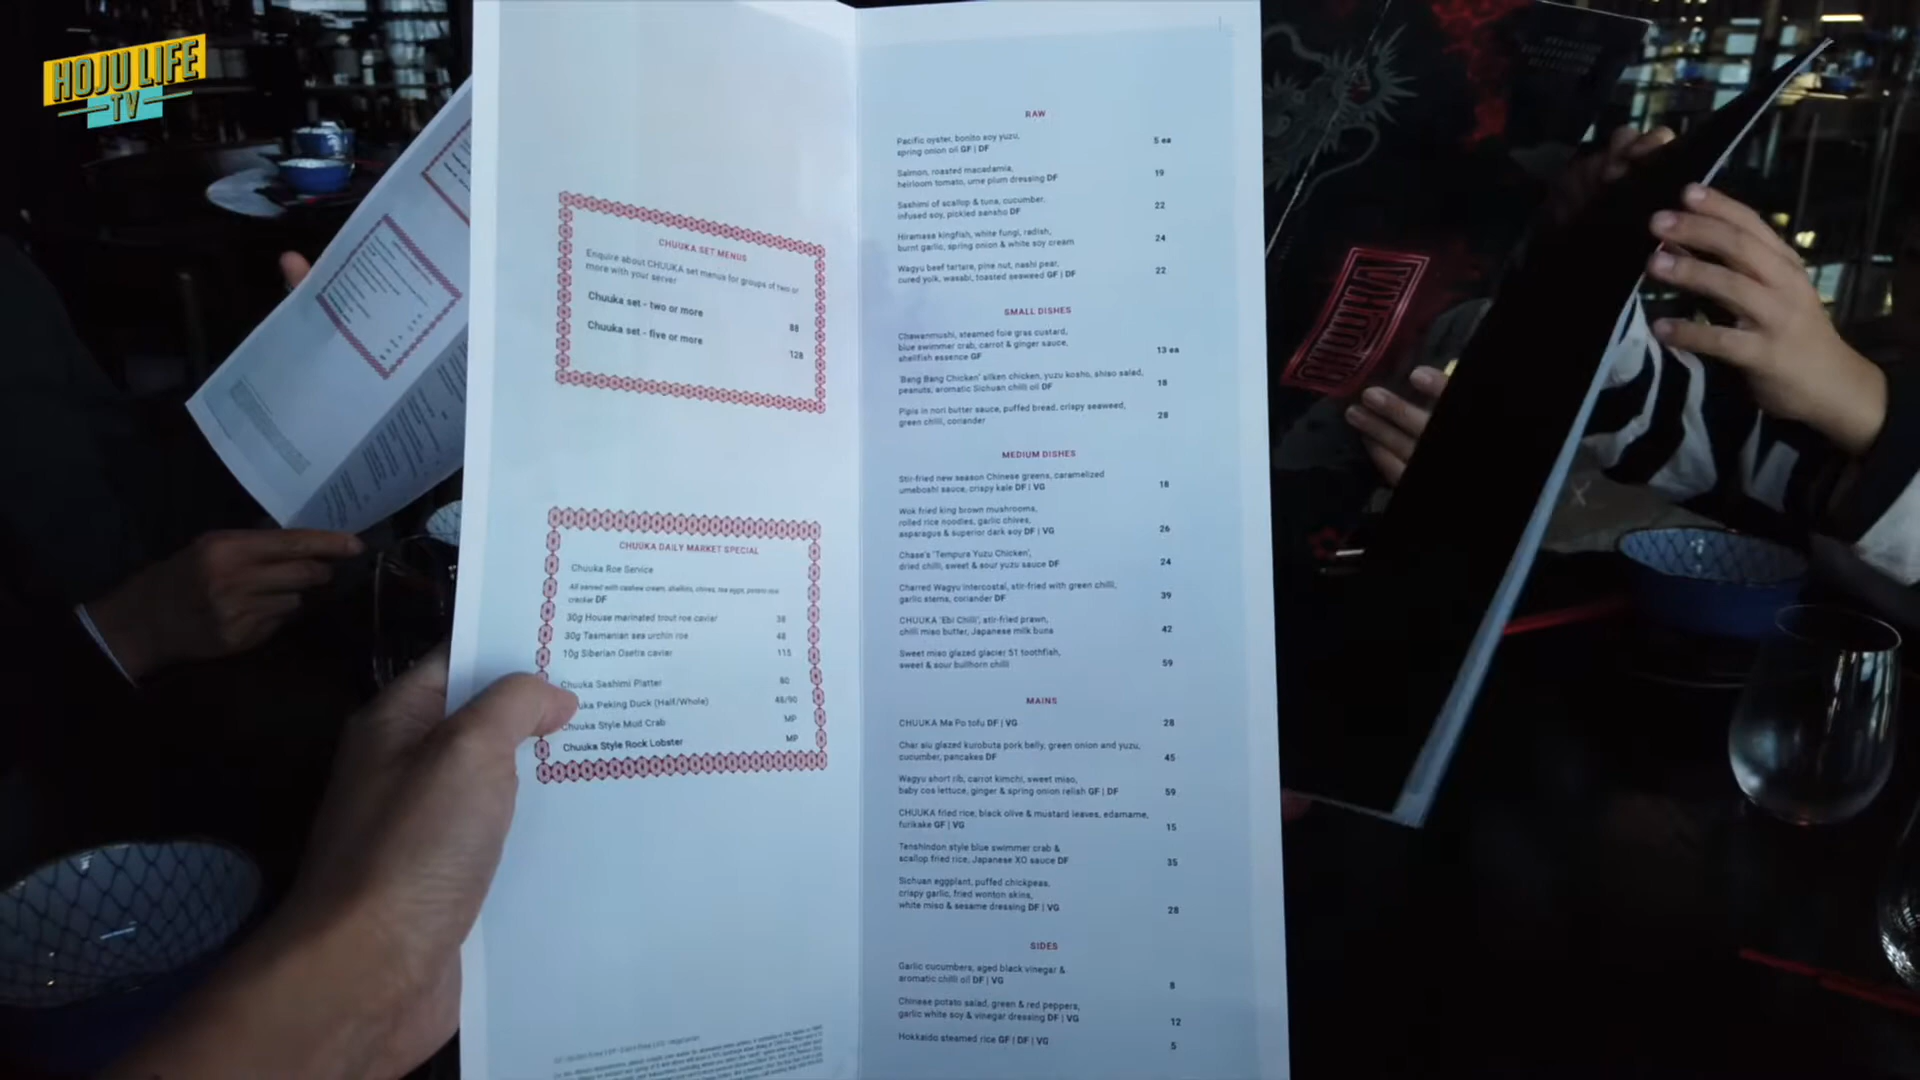 HOJU LIFE
TV
CHUUKA SET MENUS
Enquire about CHUUKA set menus for groups of two or
more with your server
Chuuka set - two or more 88
Chuuka set - five or more 128
CHUUKA DAILY MARKET SPECIAL
Chuuka Roe Service
All served with cashew cream, shallots, chives, tea eggs, potato roe
cracker DF
30g House marinated trout roe caviar 38
30g Tasmanian sea urchin roe 48
10g Siberian Osetra caviar 115
Chuuka Sashimi Platter 80
uka Peking Duck (Half/Whole) 48/90
Chuuka Style Mud Crab MP
Chuuka Style Rock Lobster MP
RAW
Pacific oyster, bonito soy yuzu,
spring onion oil GF | DF 5 ea
Salmon, roasted macadamia,
heirloom tomato, ume plum dressing DF 19
Sashimi of scallop & tuna, cucumber,
infused soy, pickled sansho DF 22
Hiramasa kingfish, white fungi, radish,
burnt garlic, spring onion & white soy cream 24
Wagyu beef tartare, pine nut, nashi pear,
cured yolk, wasabi, toasted seaweed GF | DF 22
SMALL DISHES
Chawanmushi, steamed foie gras custard,
blue swimmer crab, carrot & ginger sauce,
shellfish essence GF 13 ea
'Bang Bang Chicken' silken chicken, yuzu kosho, shiso salad,
peanuts, aromatic Sichuan chilli oil DF 18
Pipis in nori butter sauce, puffed bread, crispy seaweed,
green chilli, coriander 28
MEDIUM DISHES
Stir-fried new season Chinese greens, caramelized
umeboshi sauce, crispy kale DF | VG 18
Wok fried king brown mushrooms,
rolled rice noodles, garlic chives,
asparagus & superior dark soy DF | VG 26
Chase's 'Tempura Yuzu Chicken',
dried chilli, sweet & sour yuzu sauce DF 24
Charred Wagyu intercostal, stir-fried with green chilli,
garlic stems, coriander DF 39
CHUUKA 'Ebi Chilli', stir-fried prawn,
chilli miso butter, Japanese milk buns 42
Sweet miso glazed glacier 51 toothfish,
sweet & sour bullhorn chilli 59
MAINS
CHUUKA Ma Po tofu DF | VG 28
Char siu glazed kurobuta pork belly, green onion and yuzu,
cucumber, pancakes DF 45
Wagyu short rib, carrot kimchi, sweet miso,
baby cos lettuce, ginger & spring onion relish GF | DF 59
CHUUKA fried rice, black olive & mustard leaves, edamame,
furikake GF | VG 15
Tenshindon style blue swimmer crab &
scallop fried rice, Japanese XO sauce DF 35
Sichuan eggplant, puffed chickpeas,
crispy garlic, fried wonton skins,
white miso & sesame dressing DF | VG 28
SIDES
Garlic cucumbers, aged black vinegar &
aromatic chilli oil DF | VG 8
Chinese potato salad, green & red peppers,
garlic white soy & vinegar dressing DF | VG 12
Hokkaido steamed rice GF | DF | VG 5
CHUUKA